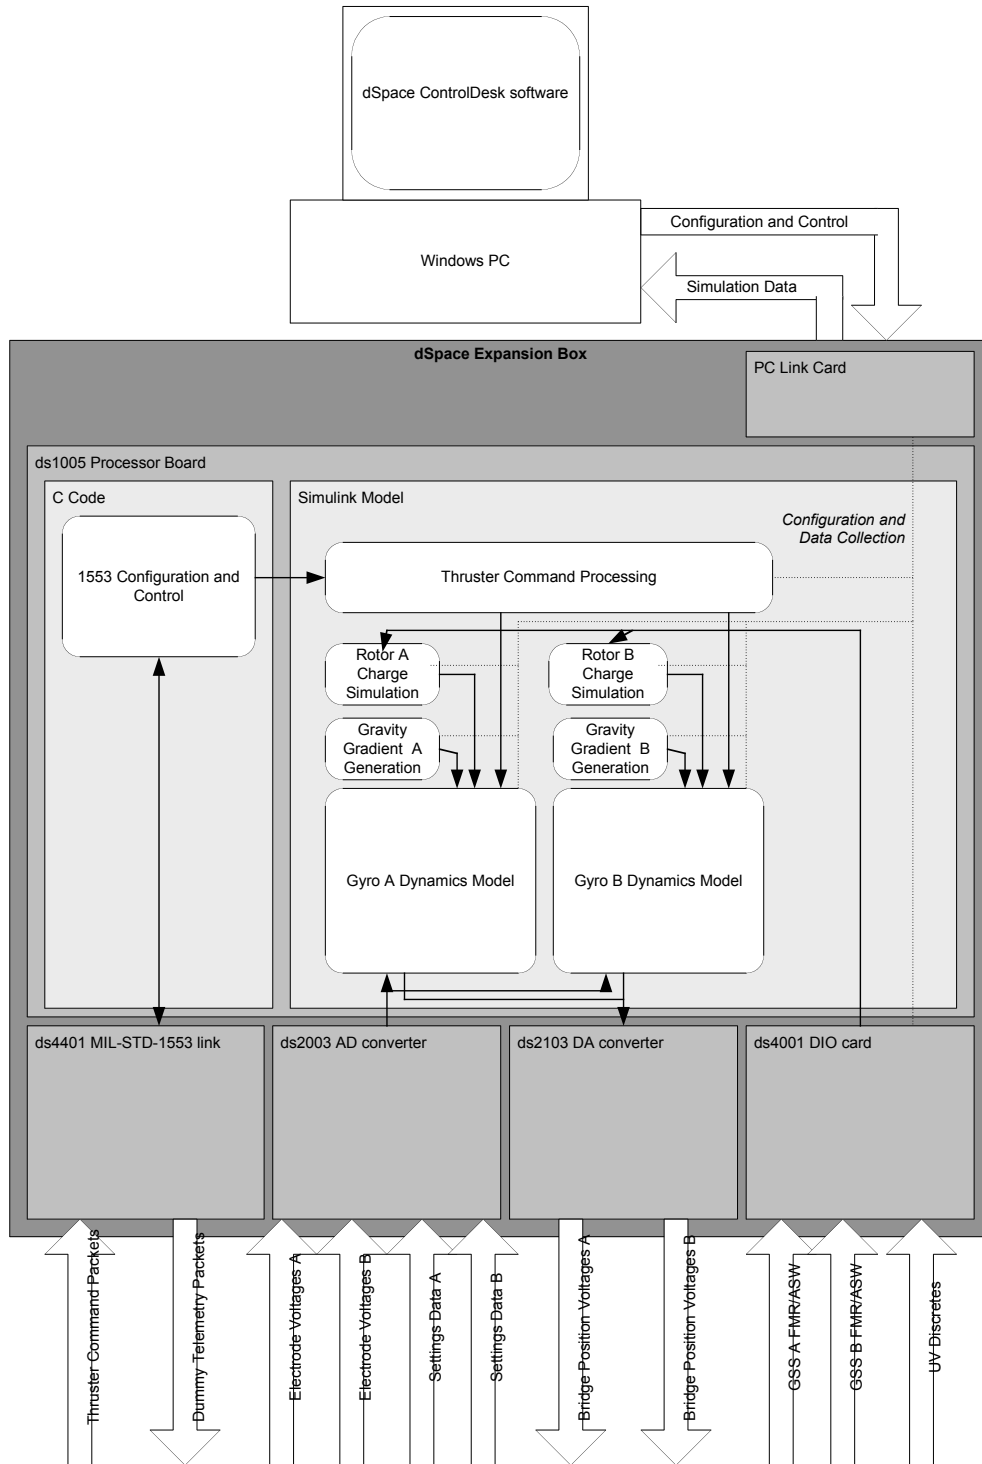 dSpace ControlDesk software
Windows PC
Configuration and Control
Simulation Data
dSpace Expansion Box
PC Link Card
ds1005 Processor Board
C Code
Simulink Model
Configuration and
Data Collection
1553 Configuration and
Control
Thruster Command Processing
Rotor A
Charge
Simulation
Rotor B
Charge
Simulation
Gravity
Gradient A
Generation
Gravity
Gradient B
Generation
Gyro A Dynamics Model
Gyro B Dynamics Model
ds4401 MIL-STD-1553 link
ds2003 AD converter
ds2103 DA converter
ds4001 DIO card
Thruster Command Packets
Dummy Telemetry Packets
Electrode Voltages A
Electrode Voltages B
Settings Data A
Settings Data B
Bridge Position Voltages A
Bridge Position Voltages B
GSS A FMR/ASW
GSS B FMR/ASW
UV Discretes